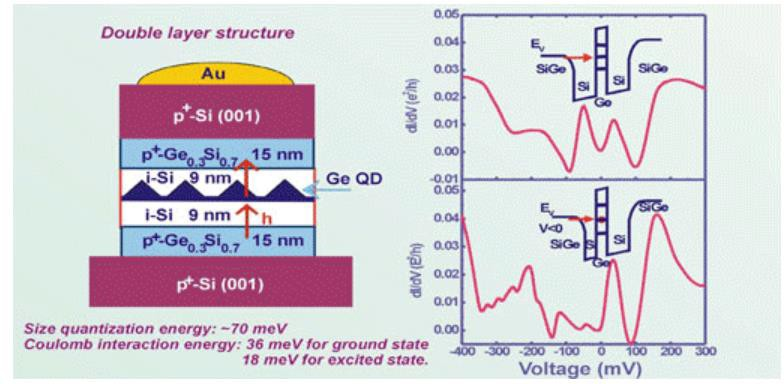 Double layer structure
Au
p⁺-Si (001)
p⁺-Ge₀.₃Si₀.₇ 15 nm
i-Si 9 nm
Ge QD
i-Si 9 nm
h
p⁺-Ge₀.₃Si₀.₇ 15 nm
p⁺-Si (001)
Size quantization energy: ~70 meV
Coulomb interaction energy: 36 meV for ground state
18 meV for excited state.
dI/dV (e²/h)
0.05
0.04
0.03
0.02
0.01
0.00
-0.01
Eᵥ
SiGe
Si
Ge
Si
SiGe
dI/dV (E²/h)
0.05
0.04
0.03
0.02
0.01
0.00
Eᵥ
V<0
SiGe
Si
Ge
Si
SiGe
-400 -300 -200 -100 0 100 200 300
Voltage (mV)